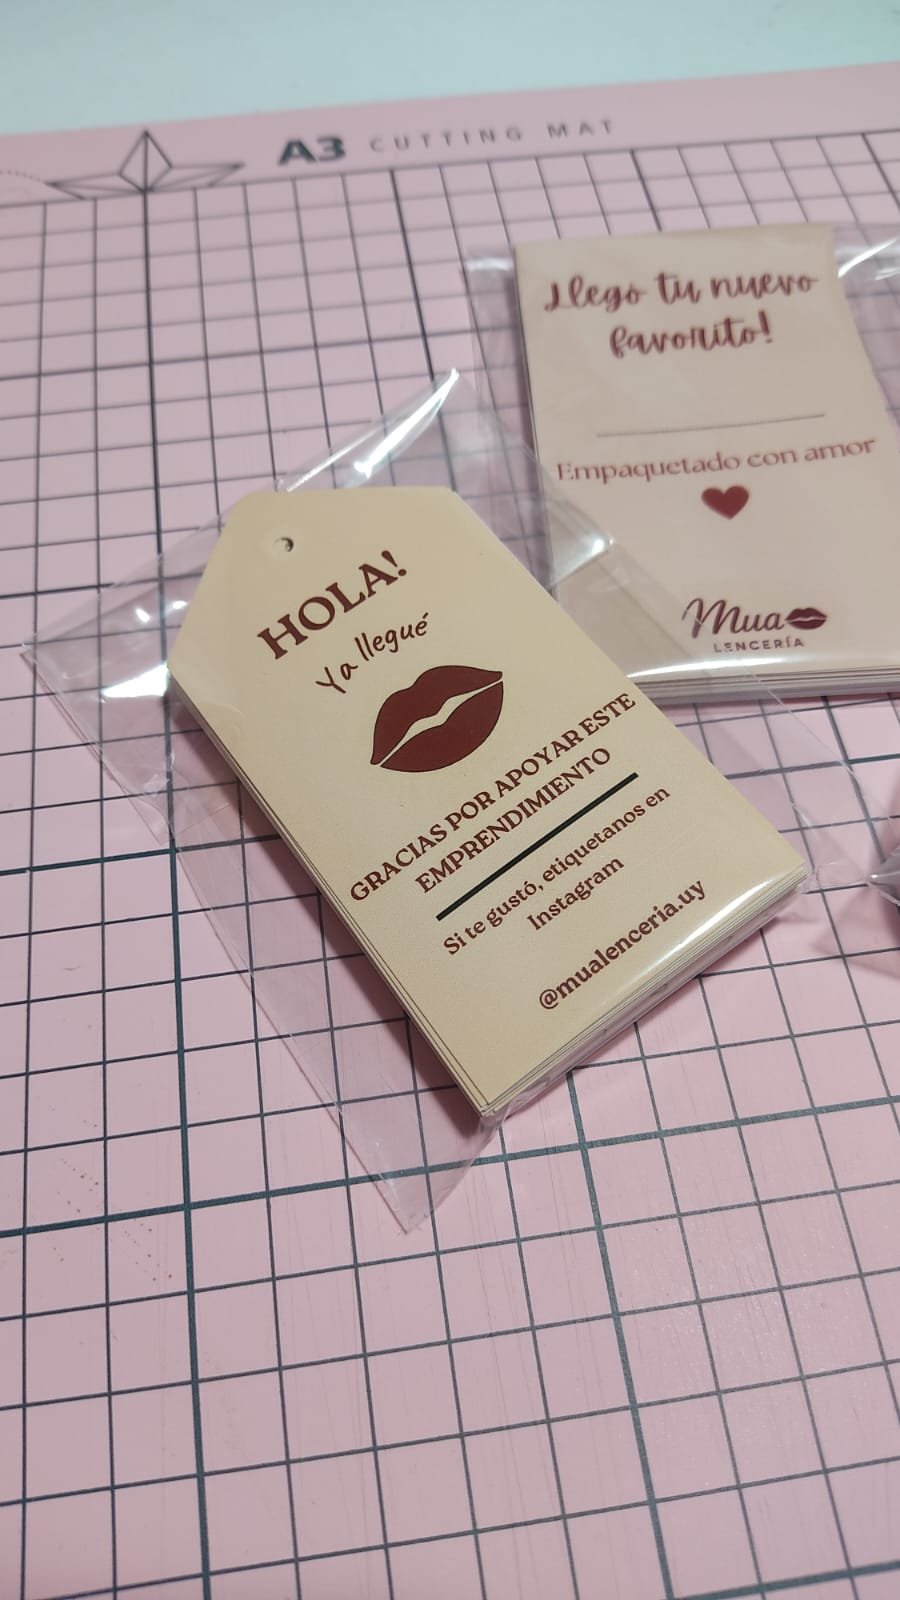 A3 CUTTING MAT
Llegó tu nuevo
favorito!
Empaquetado con amor
Mua
LENCERÍA
HOLA!
Ya llegué
GRACIAS POR APOYAR ESTE
EMPRENDIMIENTO
Si te gustó, etiquetanos en
Instagram
@mualenceria.uy